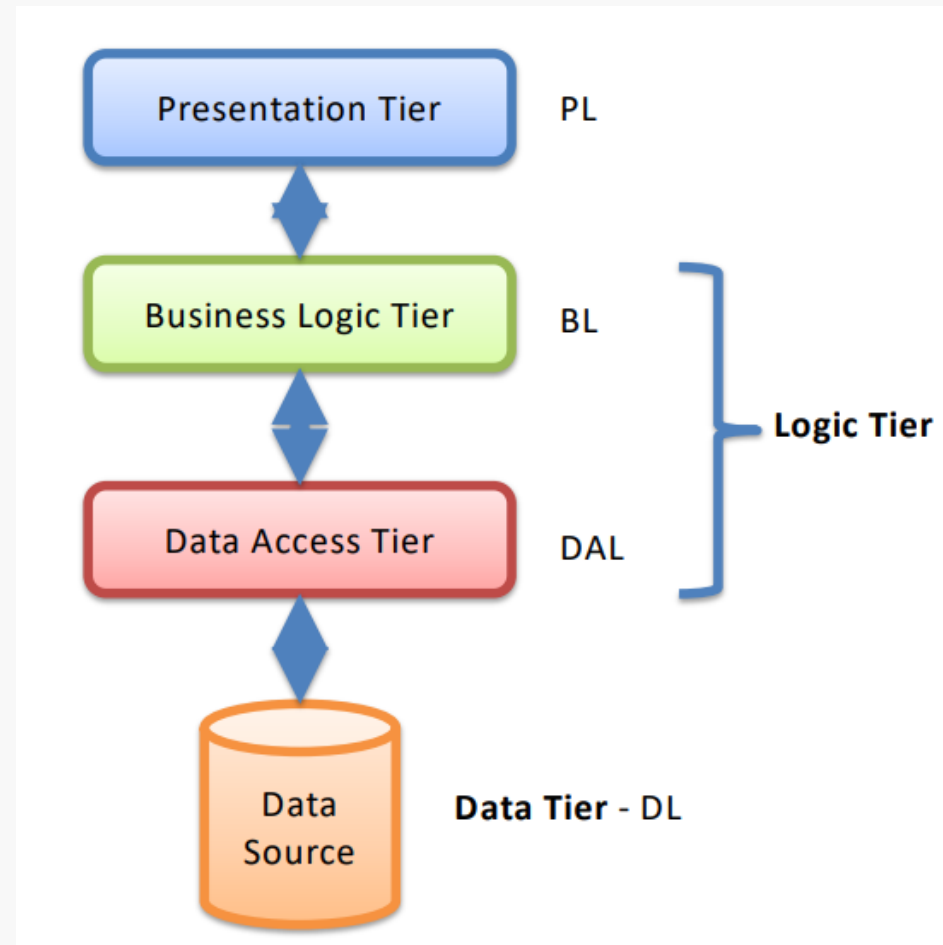 Presentation Tier
PL
Business Logic Tier
BL
Logic Tier
Data Access Tier
DAL
Data
Source
Data Tier - DL